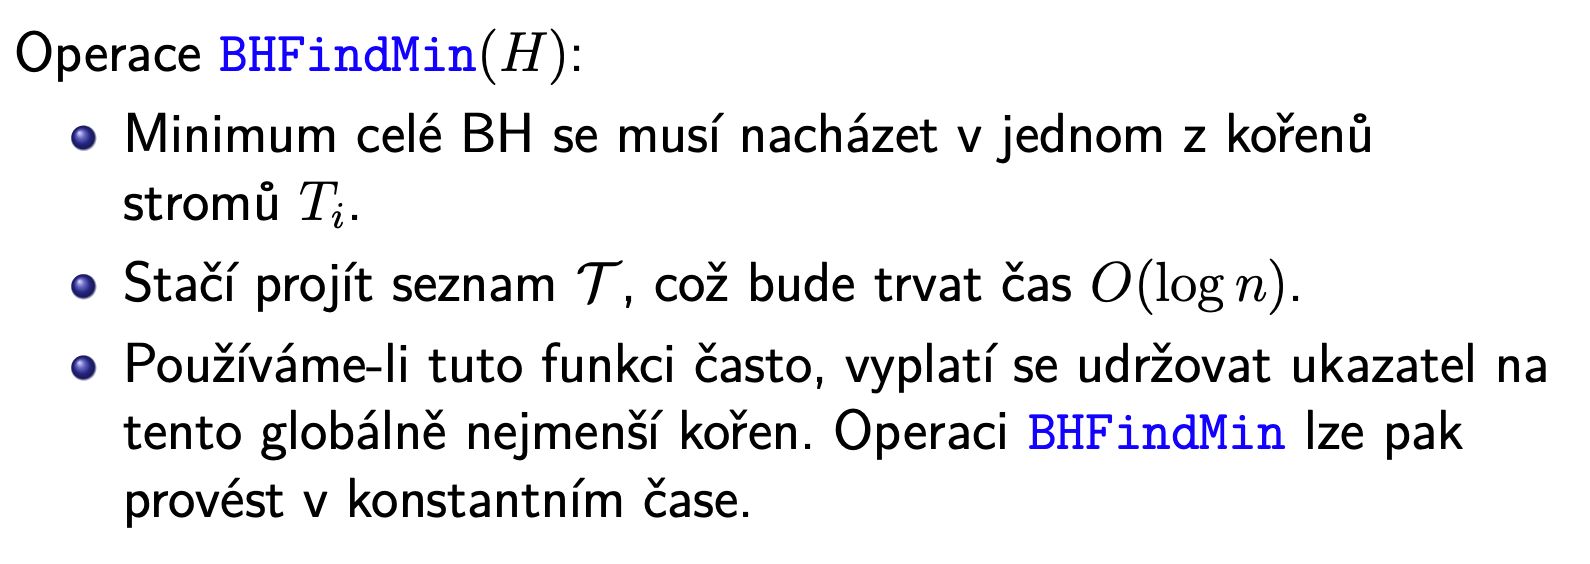 Operace BHFindMin(H):
Minimum celé BH se musí nacházet v jednom z kořenů
stromů Tᵢ.
Stačí projít seznam 𝒯, což bude trvat čas O(log n).
Používáme-li tuto funkci často, vyplatí se udržovat ukazatel na
tento globálně nejmenší kořen. Operaci BHFindMin lze pak
provést v konstantním čase.